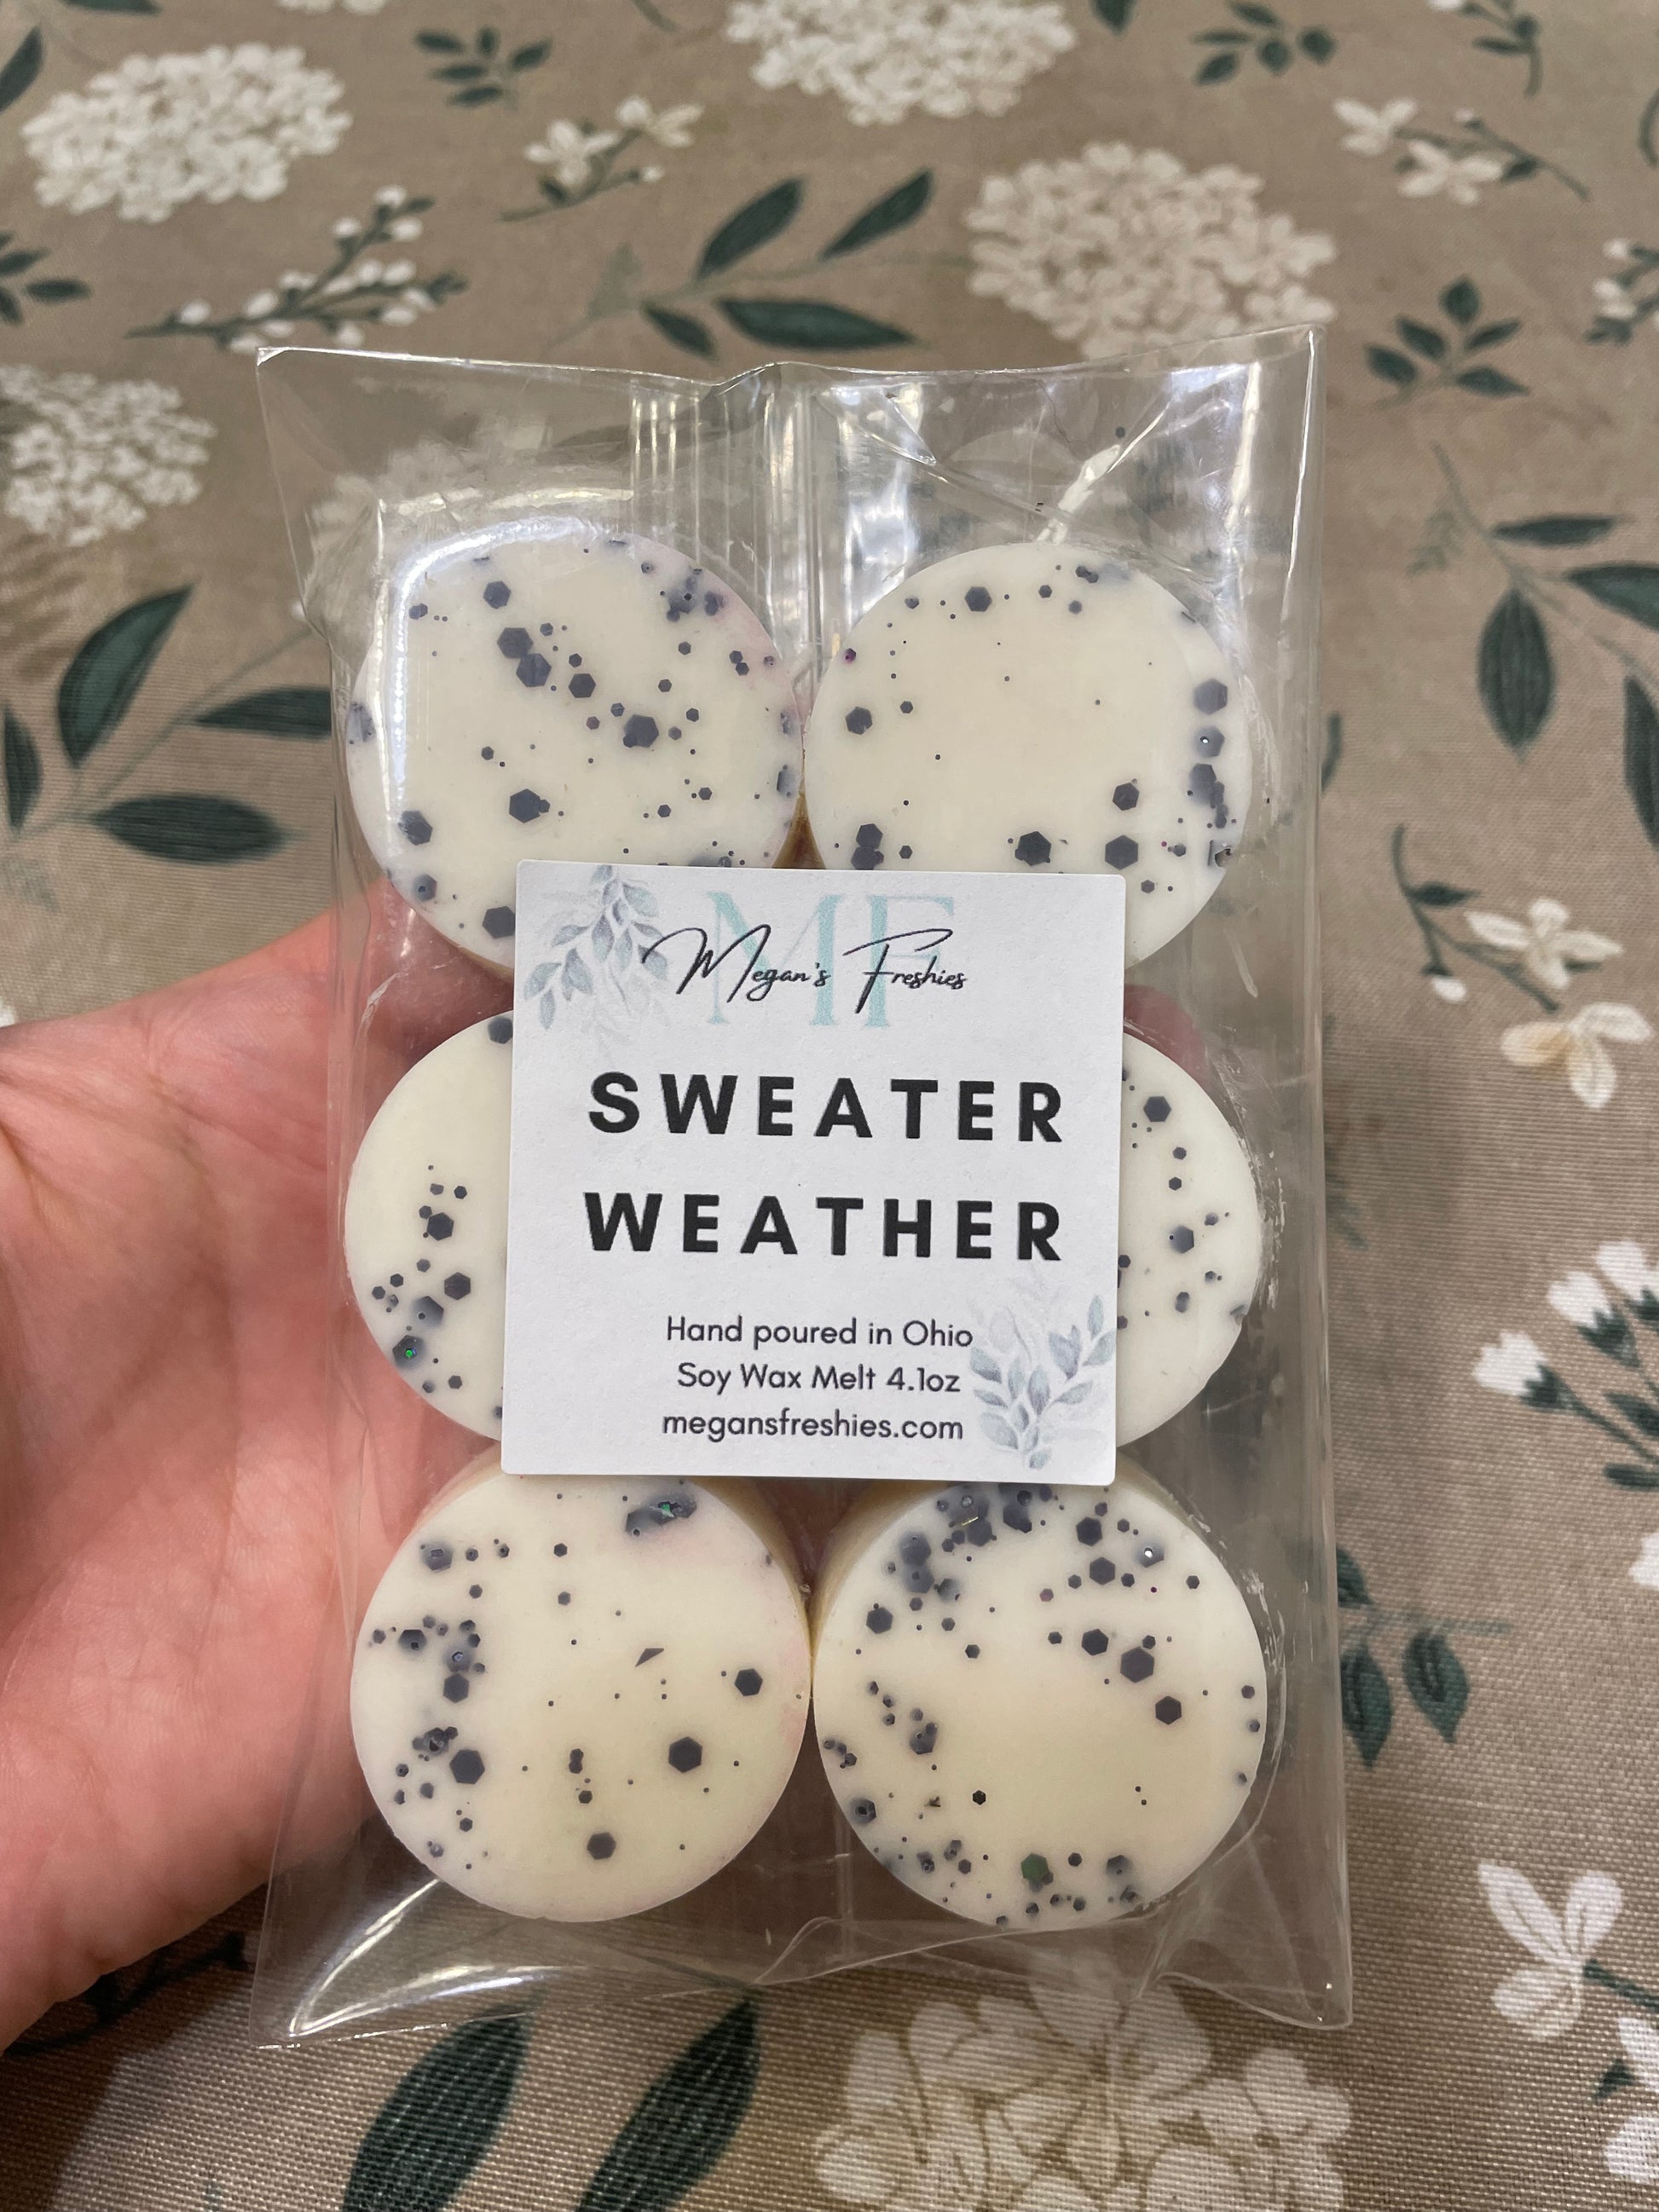 MF
Megan's Freshies
SWEATER
WEATHER
Hand poured in Ohio
Soy Wax Melt 4.1oz
megansfreshies.com